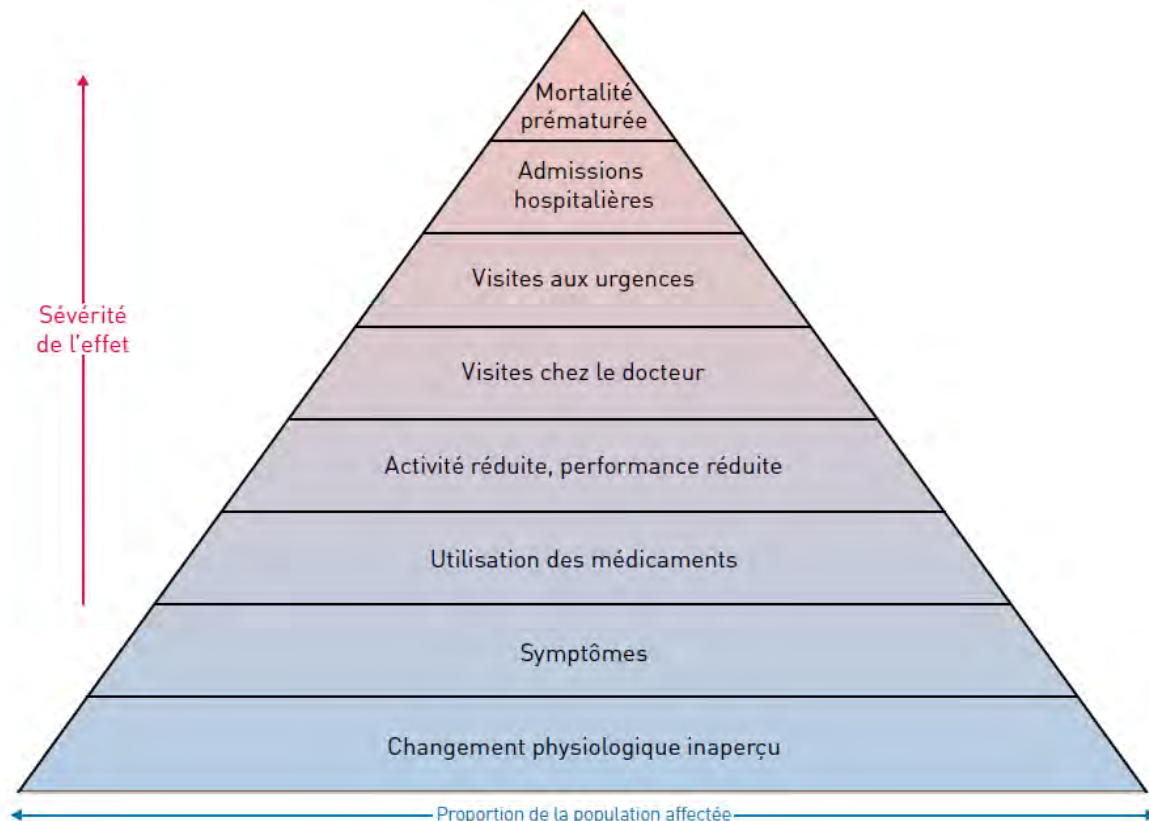 Mortalité
prématurée
Admissions
hospitalières
Visites aux urgences
Sévérité
de l'effet
Visites chez le docteur
Activité réduite, performance réduite
Utilisation des médicaments
Symptômes
Changement physiologique inaperçu
Proportion de la population affectée